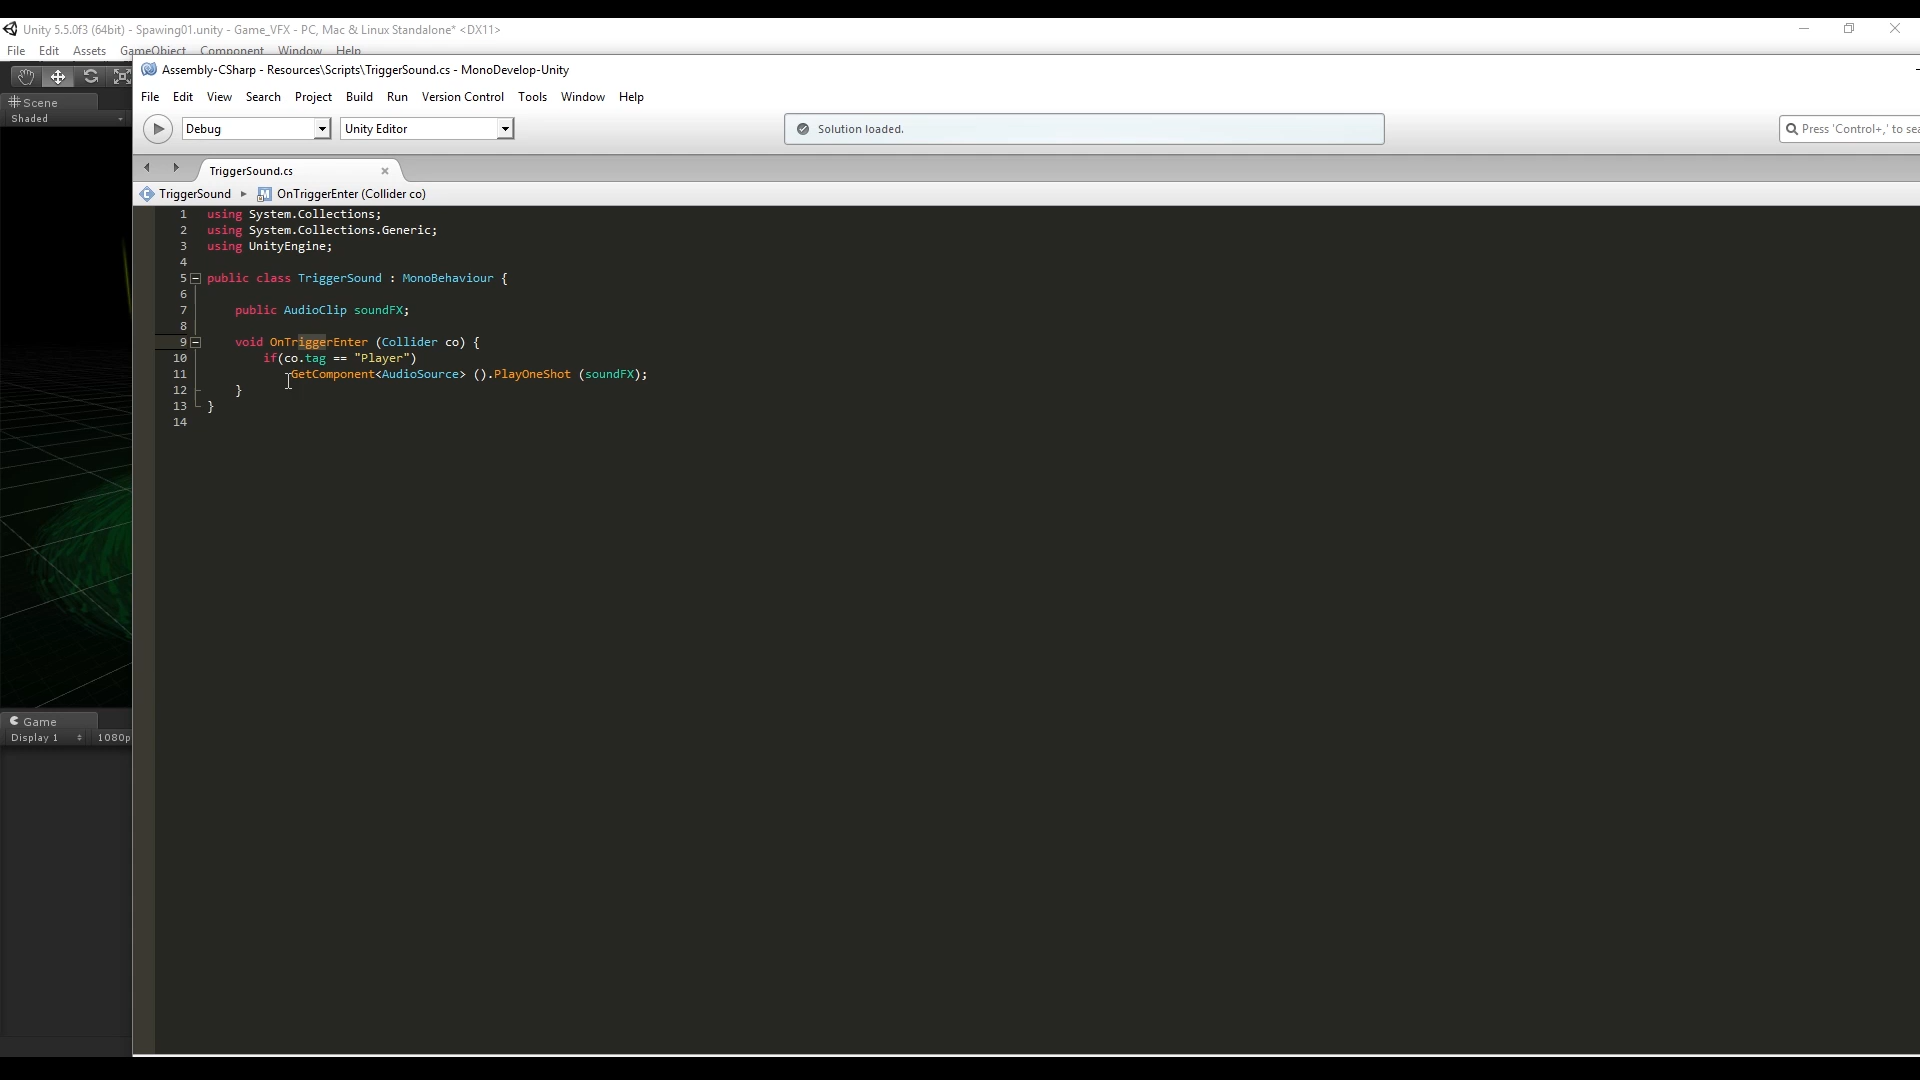 Unity 5.5.0f3 (64bit) - Spawing01.unity - Game_VFX - PC, Mac & Linux Standalone* <DX11>
File Edit Assets GameObject Component Window Help
Assembly-CSharp - Resources\Scripts\TriggerSound.cs - MonoDevelop-Unity
File Edit View Search Project Build Run Version Control Tools Window Help
Scene
Shaded
Debug
Unity Editor
Solution loaded.
Press 'Control+,' to sea
TriggerSound.cs
TriggerSound OnTriggerEnter (Collider co)
1 using System.Collections;
2 using System.Collections.Generic;
3 using UnityEngine;
4
5 public class TriggerSound : MonoBehaviour {
6
7 public AudioClip soundFX;
8
9 void OnTriggerEnter (Collider co) {
10 if(co.tag == "Player")
11 GetComponent<AudioSource> ().PlayOneShot (soundFX);
12 }
13 }
14
Game
Display 1 1080p